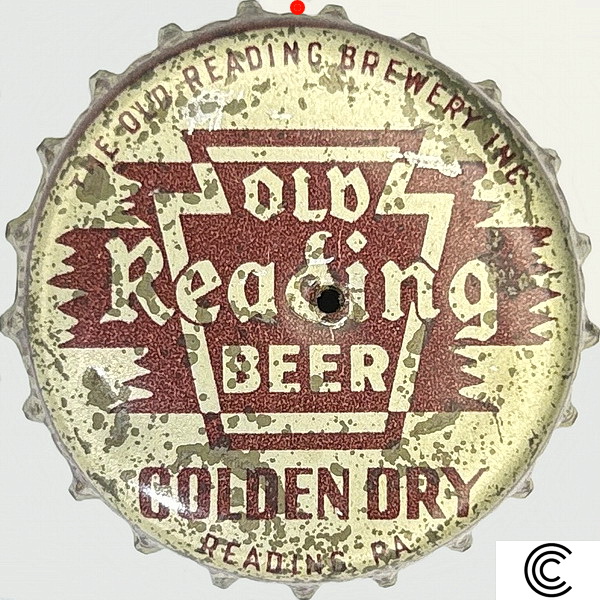 THE OLD READING BREWERY INC.
OLD
Reading
BEER
GOLDEN DRY
READING, PA.